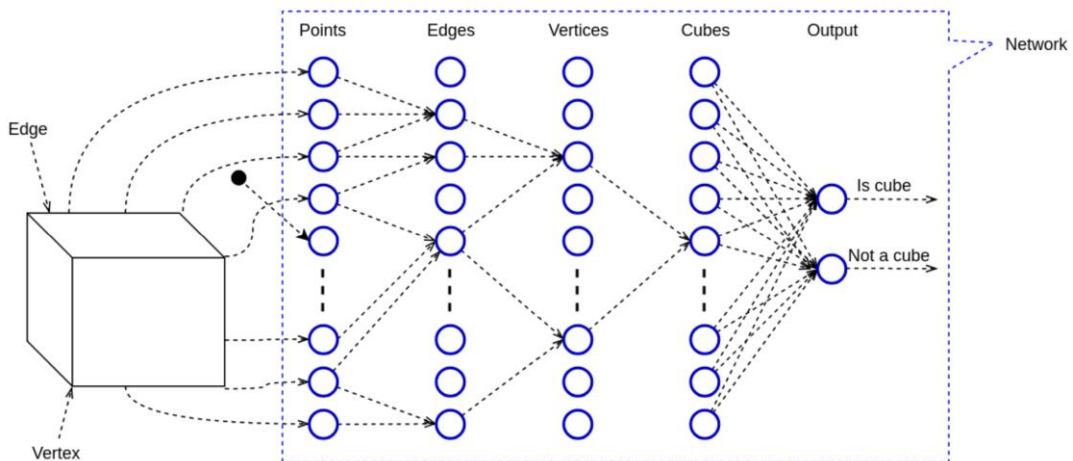 Points
Edges
Vertices
Cubes
Output
Network
Edge
Is cube
Not a cube
Vertex